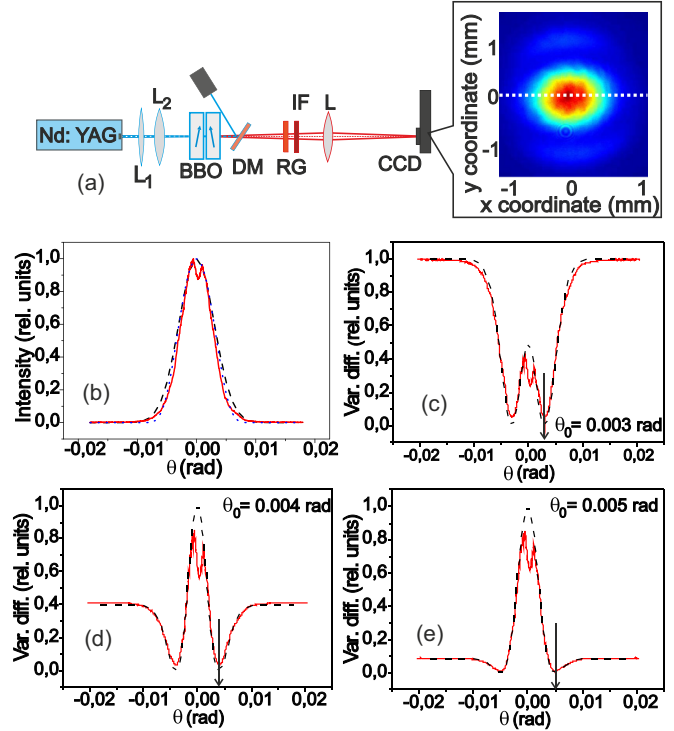 Nd: YAG
L1
L2
BBO
DM
RG
IF
L
CCD
(a)
y coordinate (mm)
1
0
-1
-1
0
1
x coordinate (mm)
Intensity (rel. units)
1,0
0,8
0,6
0,4
0,2
0,0
(b)
-0,02
-0,01
0,00
0,01
0,02
θ (rad)
Var. diff. (rel. units)
1,0
0,8
0,6
0,4
0,2
0,0
(c)
θ0= 0.003 rad
-0,02
-0,01
0,00
0,01
0,02
θ (rad)
Var. diff. (rel. units)
1,0
0,8
0,6
0,4
0,2
0,0
(d)
θ0= 0.004 rad
-0,02
-0,01
0,00
0,01
0,02
θ (rad)
Var. diff. (rel. units)
1,0
0,8
0,6
0,4
0,2
0,0
(e)
θ0= 0.005 rad
-0,02
-0,01
0,00
0,01
0,02
θ (rad)